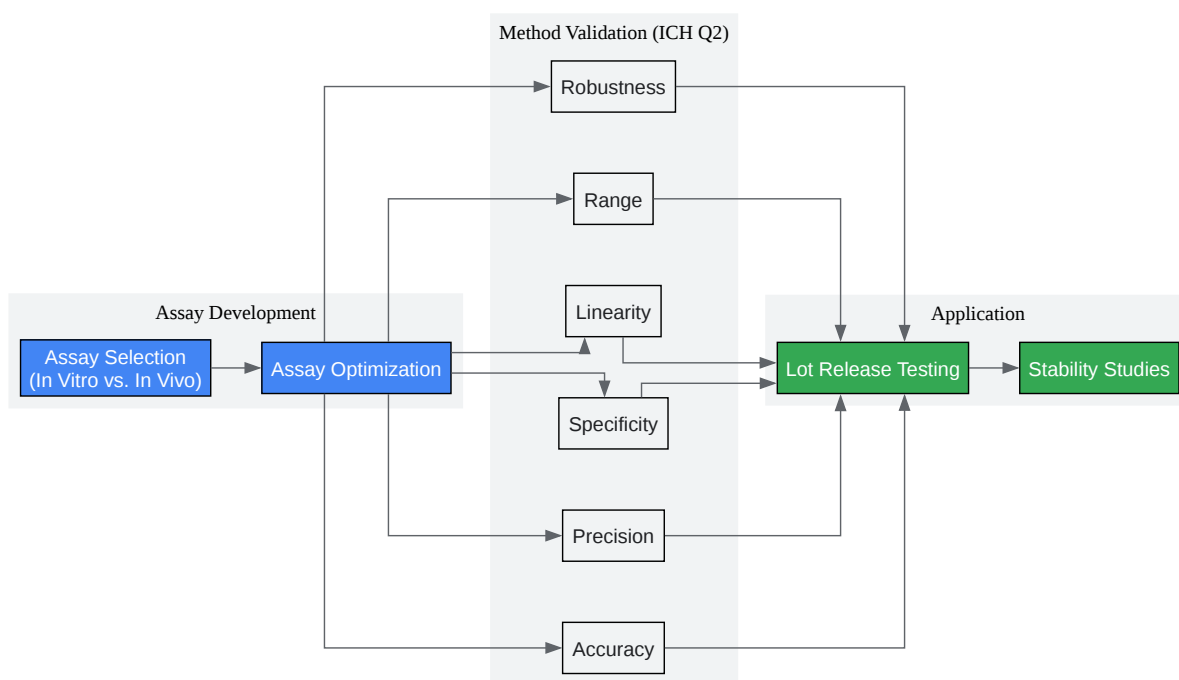 Method Validation (ICH Q2)
Robustness
Range
Linearity
Specificity
Precision
Accuracy
Assay Development
Assay Selection
(In Vitro vs. In Vivo)
Assay Optimization
Application
Lot Release Testing
Stability Studies